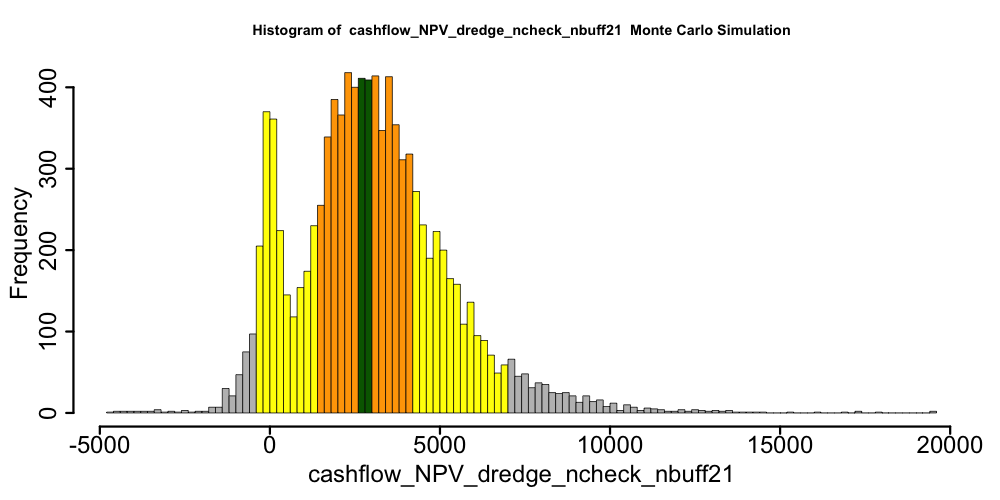 Histogram of  cashflow_NPV_dredge_ncheck_nbuff21  Monte Carlo Simulation
Frequency
400
300
200
100
0
-5000 0 5000 10000 15000 20000
cashflow_NPV_dredge_ncheck_nbuff21